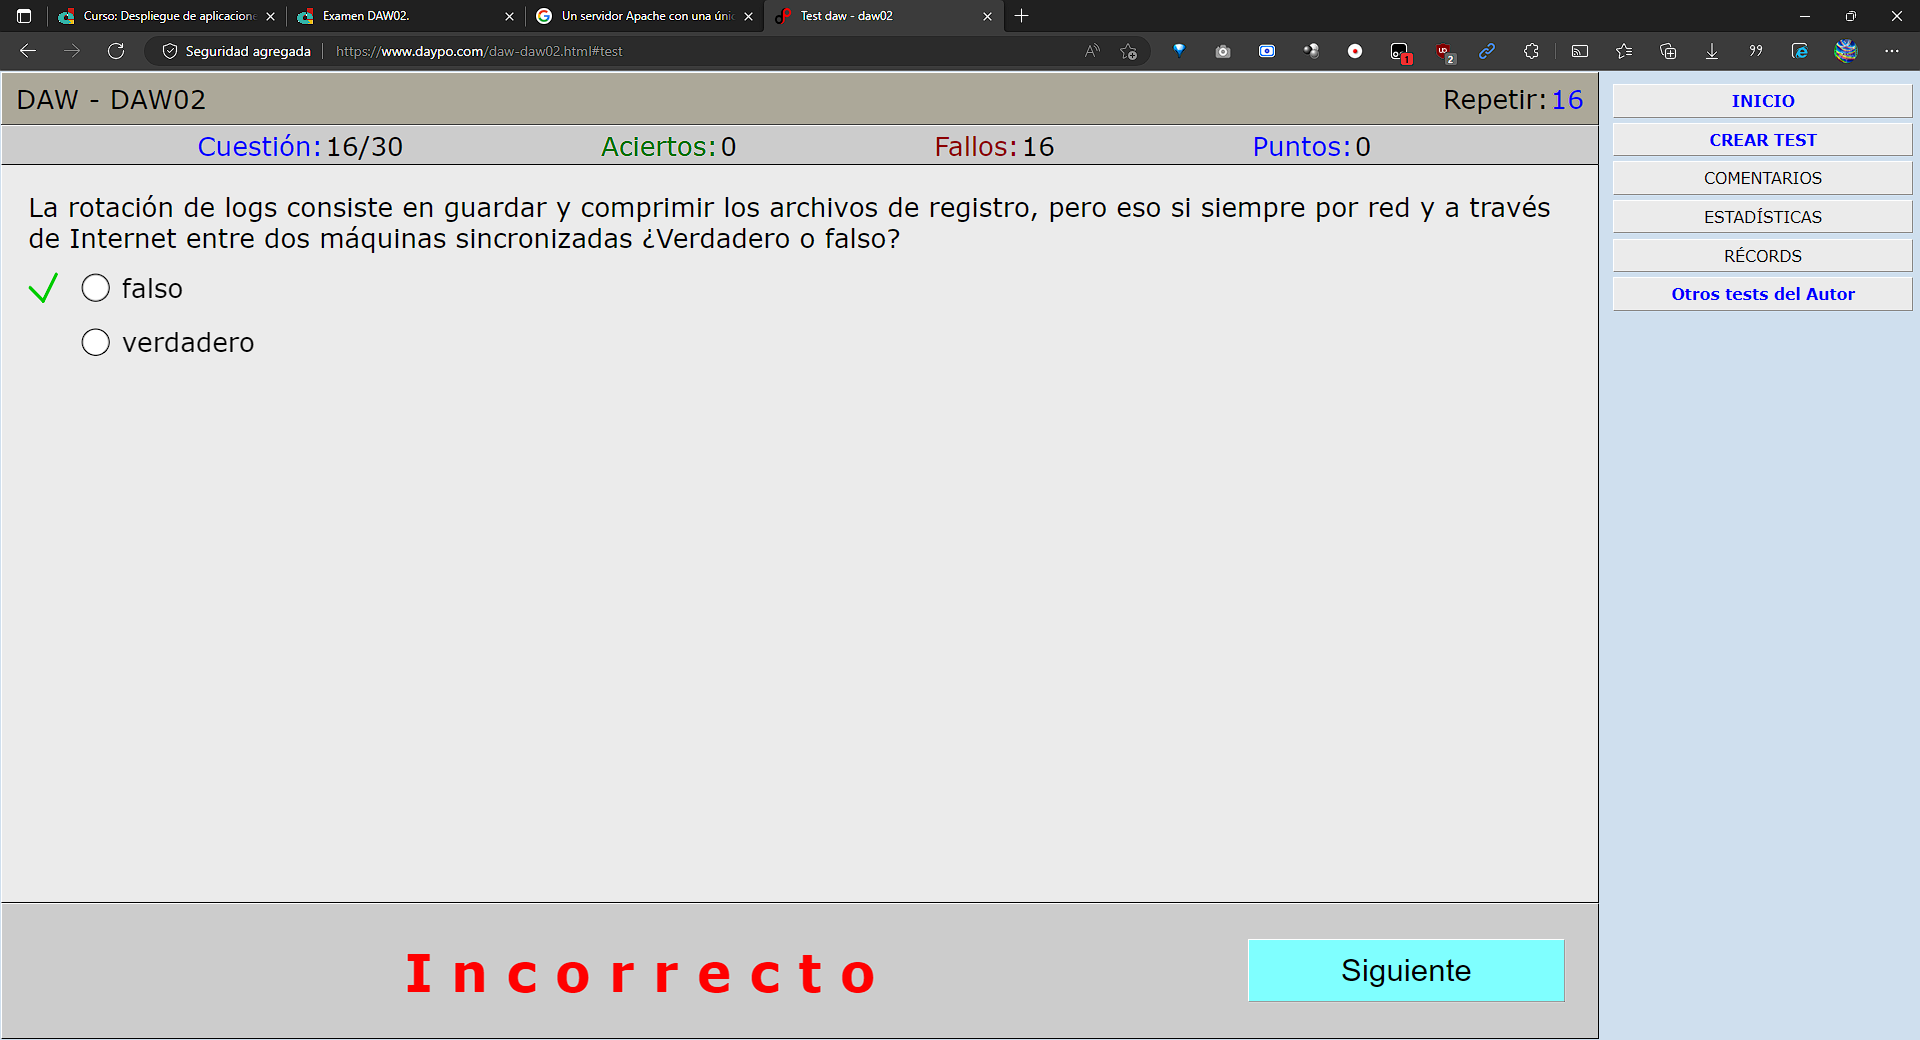 Curso: Despliegue de aplicacione
Examen DAW02.
Un servidor Apache con una únic
Test daw - daw02
Seguridad agregada
https://www.daypo.com/daw-daw02.html#test
1
2
DAW - DAW02
Repetir: 16
Cuestión: 16/30
Aciertos: 0
Fallos: 16
Puntos: 0
La rotación de logs consiste en guardar y comprimir los archivos de registro, pero eso si siempre por red y a través
de Internet entre dos máquinas sincronizadas ¿Verdadero o falso?
falso
verdadero
Incorrecto
Siguiente
INICIO
CREAR TEST
COMENTARIOS
ESTADÍSTICAS
RÉCORDS
Otros tests del Autor